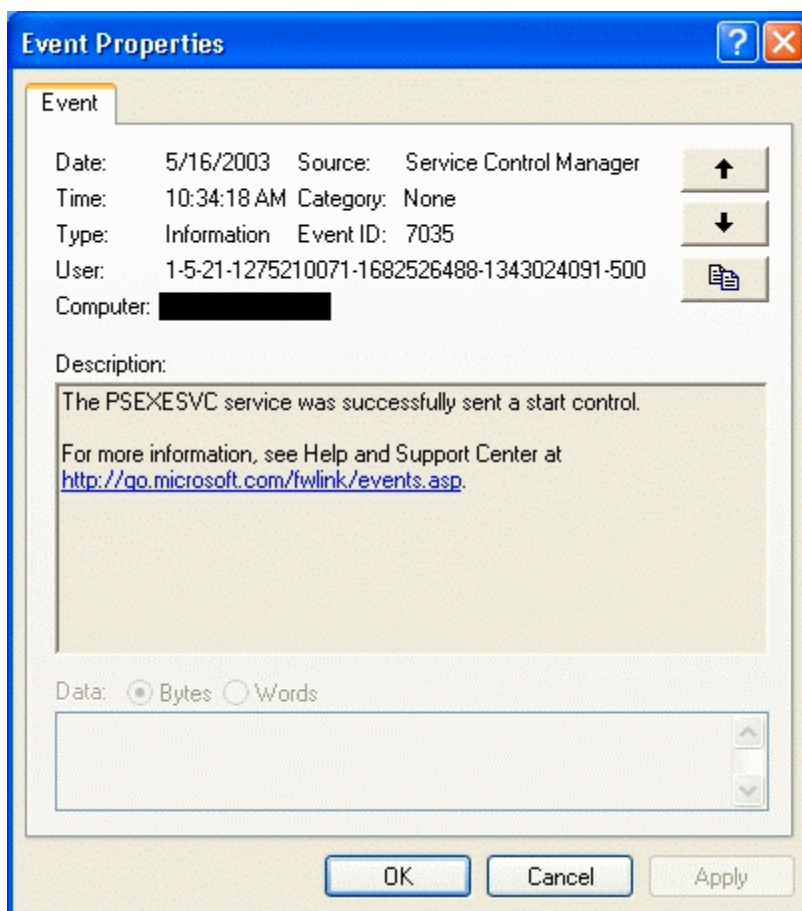 Event Properties
Event
Date: 5/16/2003 Source: Service Control Manager
Time: 10:34:18 AM Category: None
Type: Information Event ID: 7035
User: 1-5-21-1275210071-1682526488-1343024091-500
Computer:
Description:
The PSEXESVC service was successfully sent a start control.
For more information, see Help and Support Center at
http://go.microsoft.com/fwlink/events.asp.
Data: Bytes Words
OK Cancel Apply